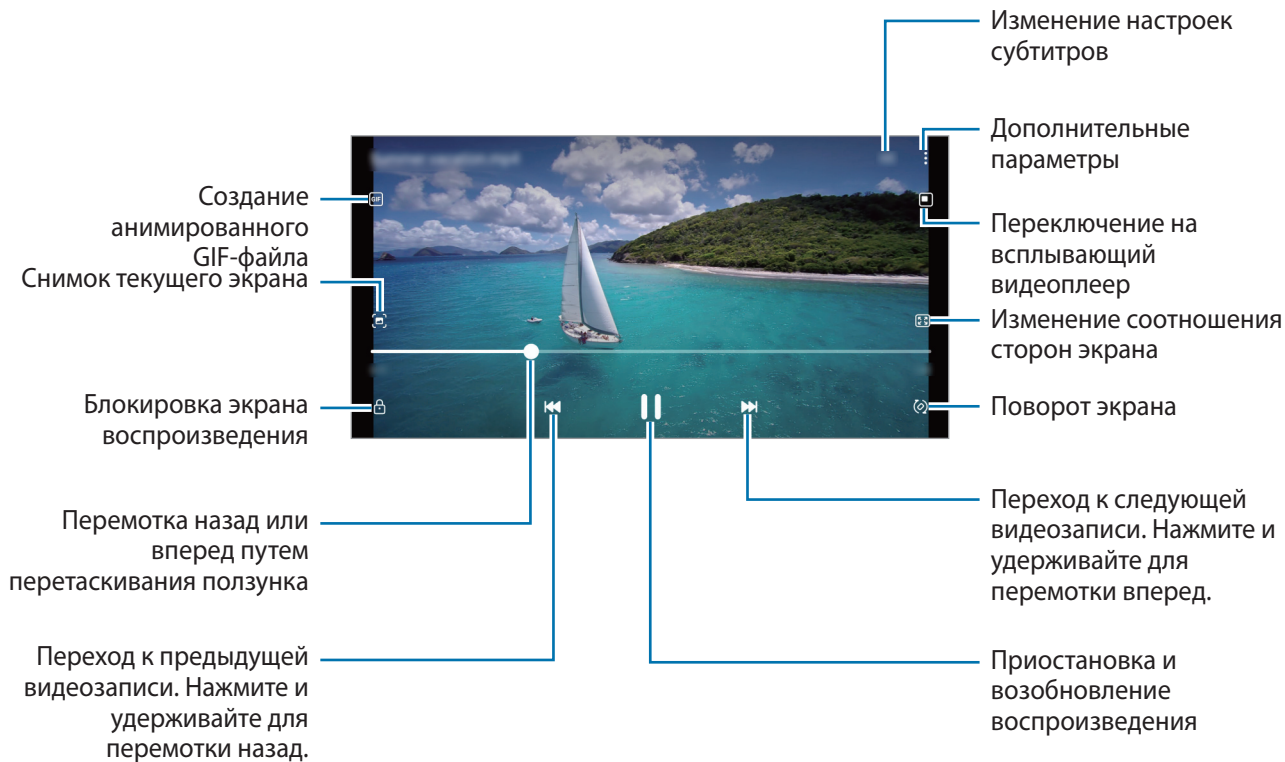 Изменение настроек
субтитров
Дополнительные
параметры
Создание
анимированного
GIF-файла
Переключение на
всплывающий
видеоплеер
Снимок текущего экрана
Изменение соотношения
сторон экрана
Блокировка экрана
воспроизведения
Поворот экрана
Перемотка назад или
вперед путем
перетаскивания ползунка
Переход к следующей
видеозаписи. Нажмите и
удерживайте для
перемотки вперед.
Переход к предыдущей
видеозаписи. Нажмите и
удерживайте для
перемотки назад.
Приостановка и
возобновление
воспроизведения
GIF